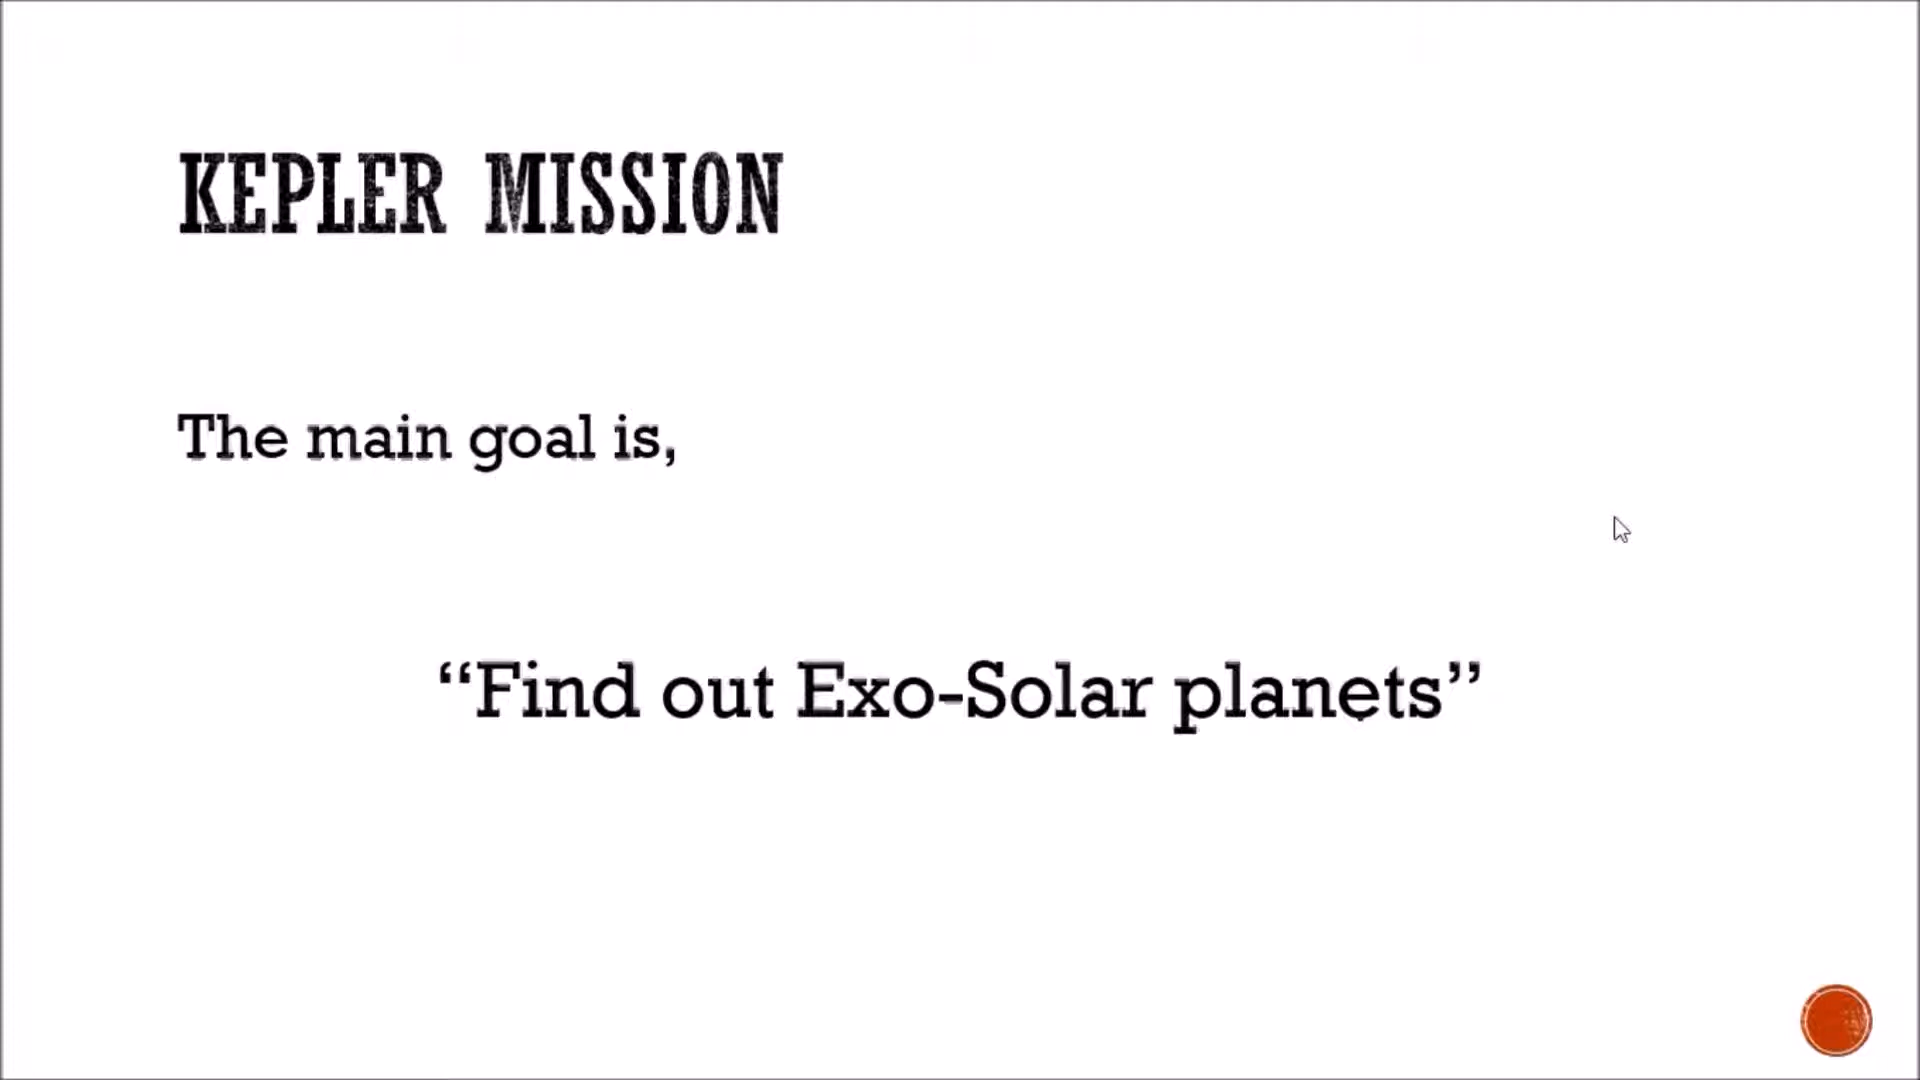 KEPLER MISSION
The main goal is,
“Find out Exo-Solar planets”